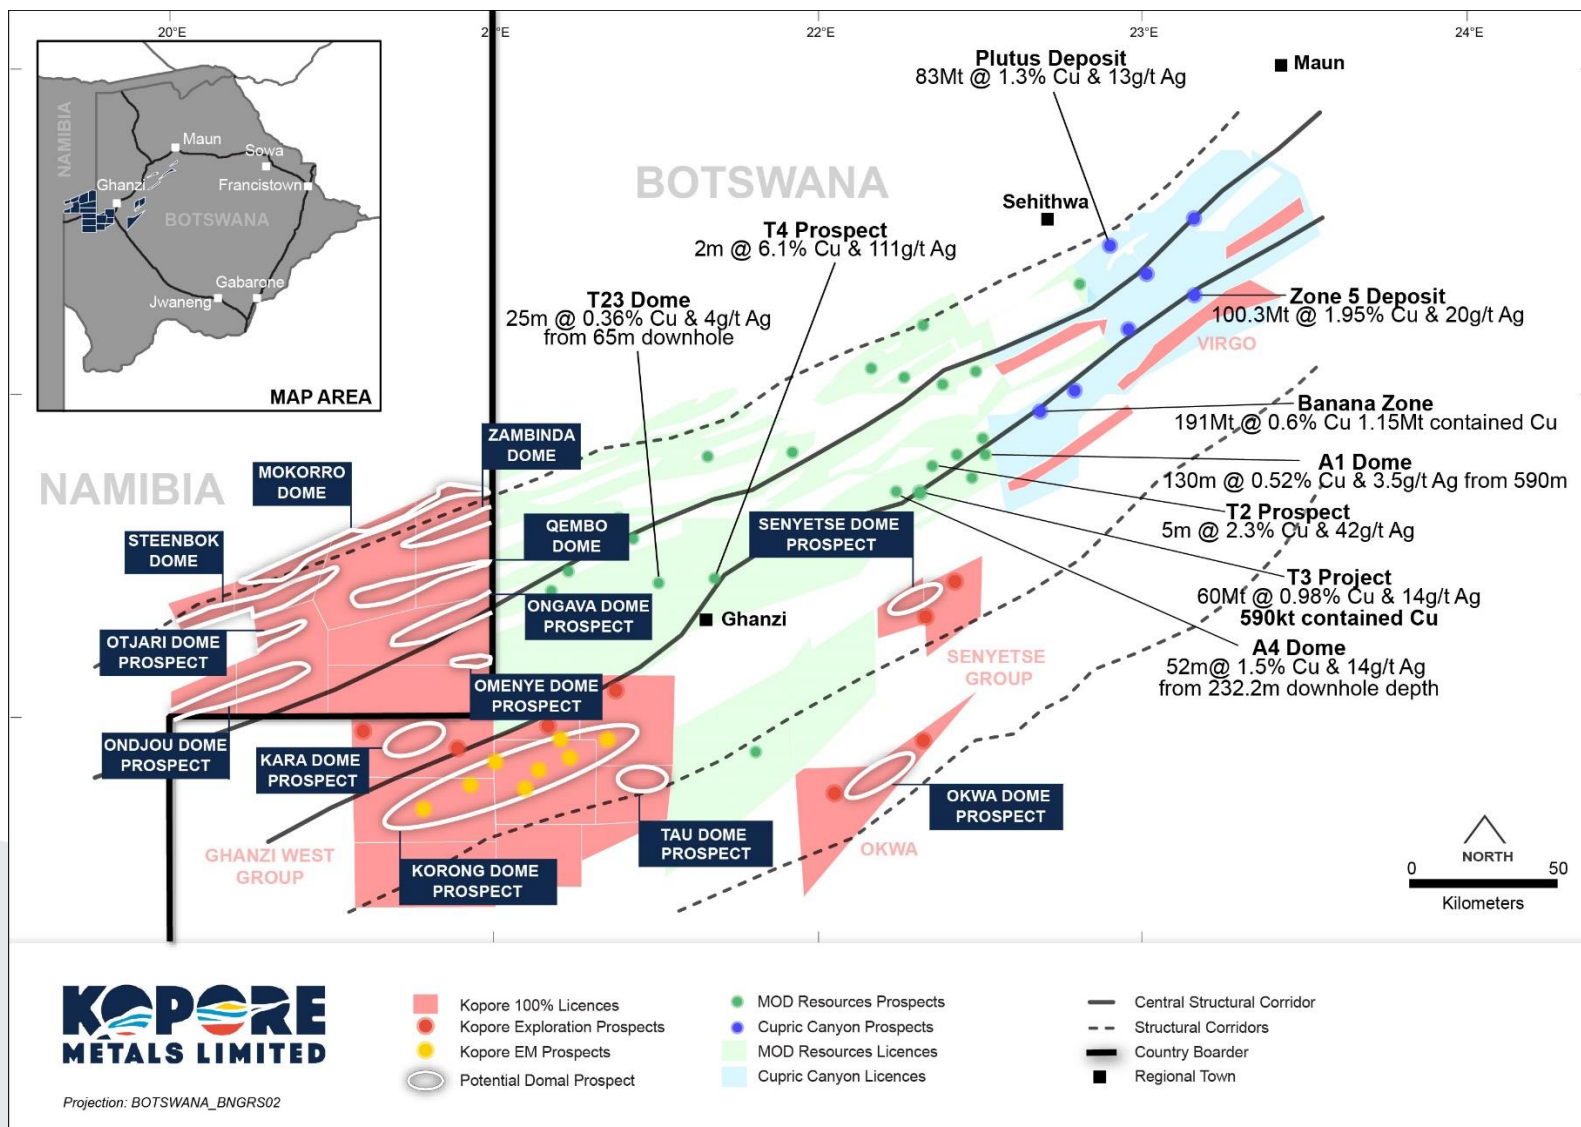 20°E
21°E
22°E
23°E
24°E
NAMIBIA
Maun
Sowa
Ghanzi
Francistown
BOTSWANA
Gabarone
Jwaneng
MAP AREA
Plutus Deposit
83Mt @ 1.3% Cu & 13g/t Ag
Maun
BOTSWANA
Sehithwa
T4 Prospect
2m @ 6.1% Cu & 111g/t Ag
T23 Dome
25m @ 0.36% Cu & 4g/t Ag
from 65m downhole
Zone 5 Deposit
100.3Mt @ 1.95% Cu & 20g/t Ag
VIRGO
Banana Zone
191Mt @ 0.6% Cu 1.15Mt contained Cu
A1 Dome
130m @ 0.52% Cu & 3.5g/t Ag from 590m
T2 Prospect
5m @ 2.3% Cu & 42g/t Ag
T3 Project
60Mt @ 0.98% Cu & 14g/t Ag
590kt contained Cu
A4 Dome
52m@ 1.5% Cu & 14g/t Ag
from 232.2m downhole depth
NAMIBIA
ZAMBINDA
DOME
MOKORRO
DOME
STEENBOK
DOME
QEMBO
DOME
SENYETSE DOME
PROSPECT
ONGAVA DOME
PROSPECT
OTJARI DOME
PROSPECT
Ghanzi
SENYETSE
GROUP
OMENYE DOME
PROSPECT
ONDJOU DOME
PROSPECT
KARA DOME
PROSPECT
OKWA DOME
PROSPECT
TAU DOME
PROSPECT
OKWA
GHANZI WEST
GROUP
KORONG DOME
PROSPECT
NORTH
0
50
Kilometers
KOPORE
METALS LIMITED
Projection: BOTSWANA_BNGRS02
Kopore 100% Licences
Kopore Exploration Prospects
Kopore EM Prospects
Potential Domal Prospect
MOD Resources Prospects
Cupric Canyon Prospects
MOD Resources Licences
Cupric Canyon Licences
Central Structural Corridor
Structural Corridors
Country Boarder
Regional Town